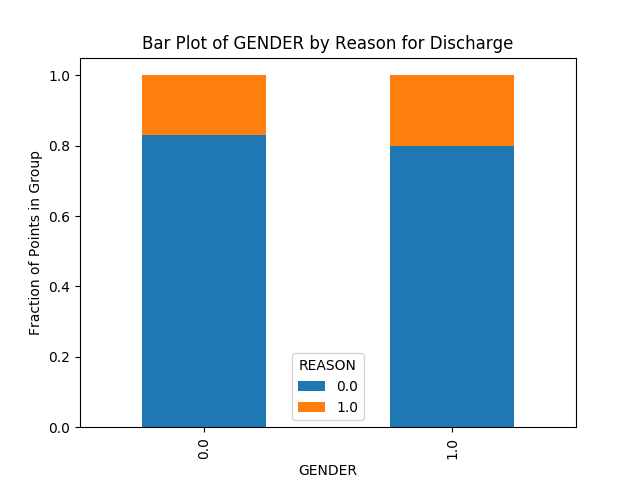 Bar Plot of GENDER by Reason for Discharge
1.0
0.8
0.6
0.4
0.2
0.0
Fraction of Points in Group
REASON
0.0
1.0
0.0
1.0
GENDER